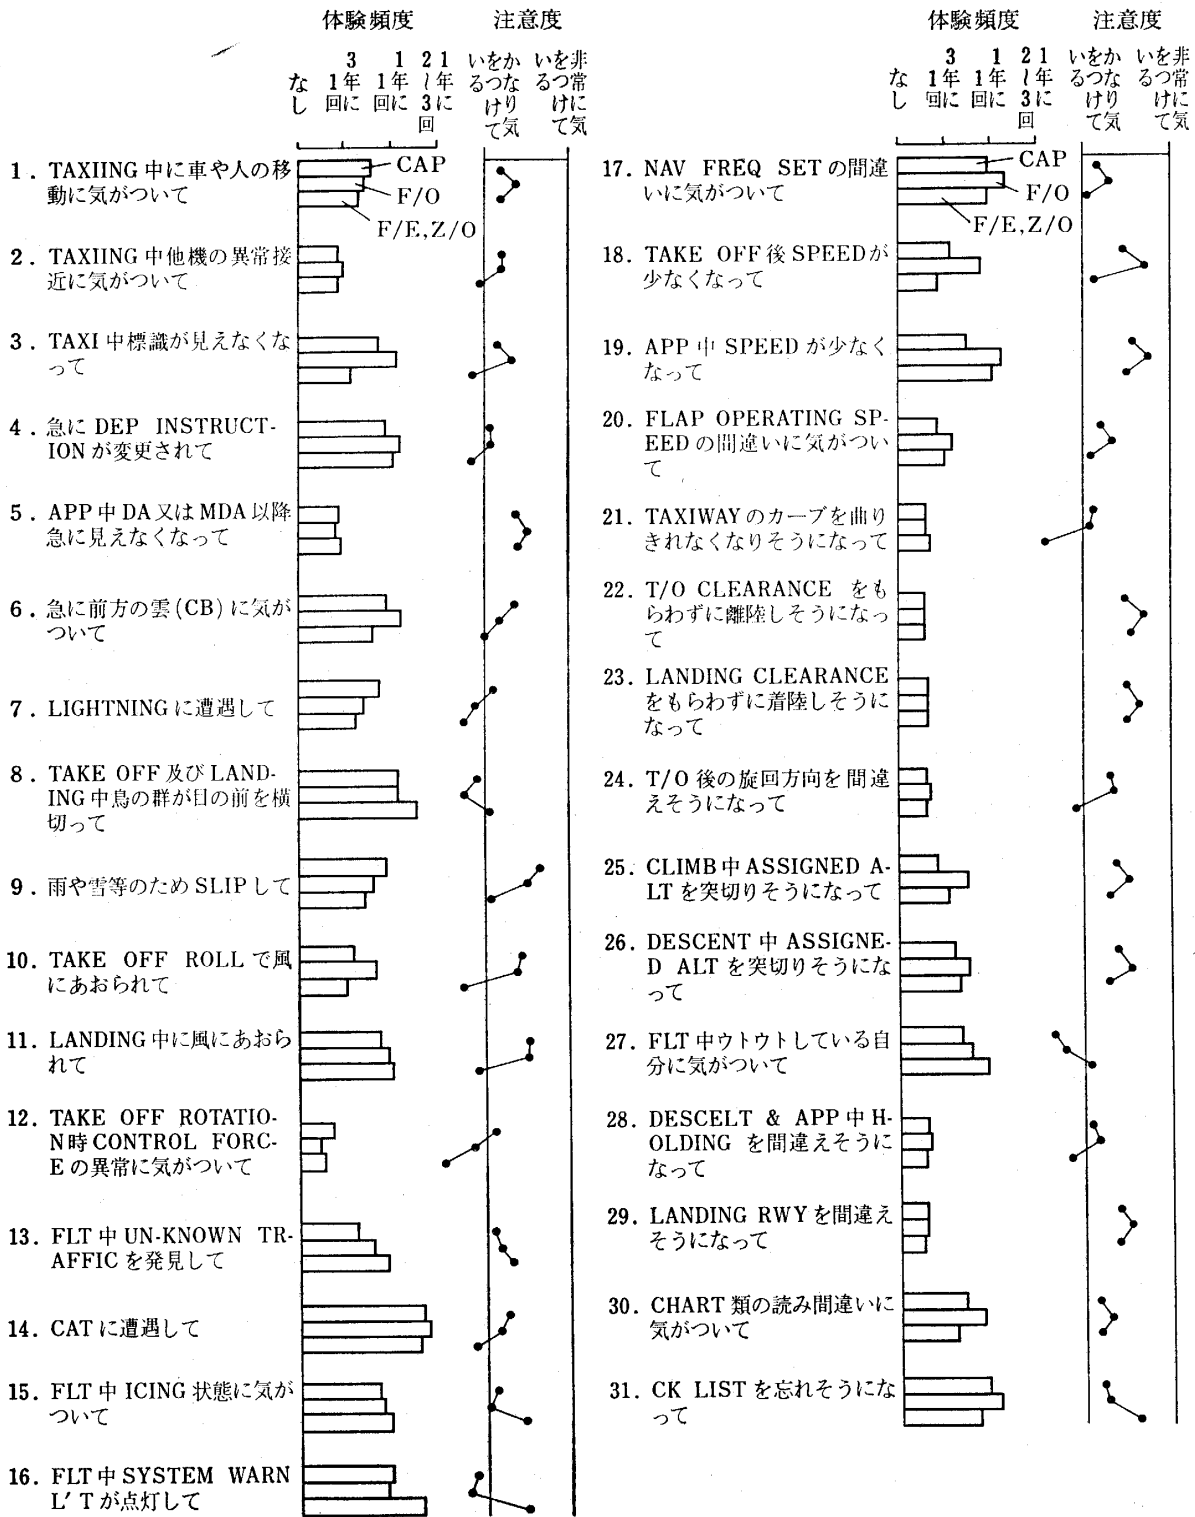 体験頻度
注意度
なし
3年に1回
1年に1回
1年に2〜3回
かなり気をつけている
非常に気をつけている
1. TAXIING 中に車や人の移
動に気がついて
CAP
F/O
F/E,Z/O
2. TAXIING 中他機の異常接
近に気がついて
3. TAXI 中標識が見えなくな
って
4. 急に DEP INSTRUCT-
ION が変更されて
5. APP 中 DA 又は MDA 以降
急に見えなくなって
6. 急に前方の雲(CB)に気が
ついて
7. LIGHTNING に遭遇して
8. TAKE OFF 及び LAND-
ING 中鳥の群が目の前を横
切って
9. 雨や雪等のため SLIP して
10. TAKE OFF ROLL で風
にあおられて
11. LANDING 中に風にあおら
れて
12. TAKE OFF ROTATIO-
N時 CONTROL FORC-
E の異常に気がついて
13. FLT 中 UN-KNOWN TR-
AFFIC を発見して
14. CAT に遭遇して
15. FLT 中 ICING 状態に気が
ついて
16. FLT 中 SYSTEM WARN
L'T が点灯して
体験頻度
注意度
なし
3年に1回
1年に1回
1年に2〜3回
かなり気をつけている
非常に気をつけている
17. NAV FREQ SET の間違
いに気がついて
CAP
F/O
F/E,Z/O
18. TAKE OFF 後 SPEED が
少なくなって
19. APP 中 SPEED が少なく
なって
20. FLAP OPERATING SP-
EED の間違いに気がつい
て
21. TAXIWAY のカーブを曲り
きれなくなりそうになって
22. T/O CLEARANCE をも
らわずに離陸しそうになっ
て
23. LANDING CLEARANCE
をもらわずに着陸しそうに
なって
24. T/O 後の旋回方向を間違
えそうになって
25. CLIMB 中 ASSIGNED A-
LT を突切りそうになって
26. DESCENT 中 ASSIGNE-
D ALT を突切りそうにな
って
27. FLT 中ウトウトしている自
分に気がついて
28. DESCELT & APP 中 H-
OLDING を間違えそうに
なって
29. LANDING RWY を間違え
そうになって
30. CHART 類の読み間違いに
気がついて
31. CK LIST を忘れそうにな
って